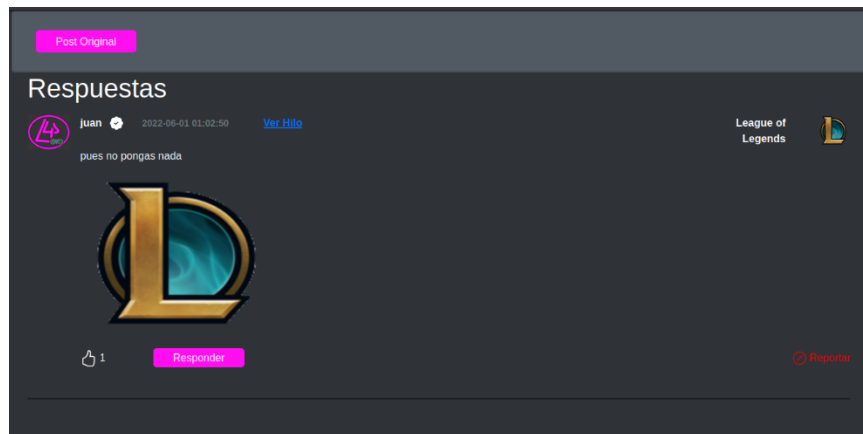 Post Original
Respuestas
juan 2022-06-01 01:02:50 Ver Hilo
League of
Legends
pues no pongas nada
1 Responder Reportar